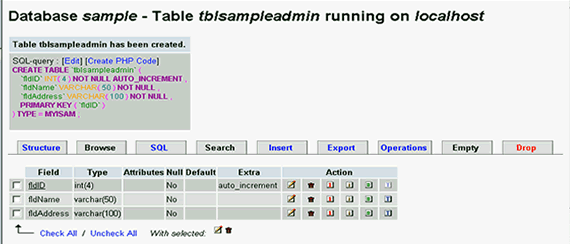 Database sample - Table tblsampleadmin running on localhost
Table tblsampleadmin has been created.
SQL-query : [Edit] [Create PHP Code]
CREATE TABLE `tblsampleadmin` (
`fldID` INT( 4 ) NOT NULL AUTO_INCREMENT ,
`fldName` VARCHAR( 50 ) NOT NULL ,
`fldAddress` VARCHAR( 100 ) NOT NULL ,
PRIMARY KEY ( `fldID` )
) TYPE = MYISAM ;
Structure Browse SQL Search Insert Export Operations Empty Drop
Field Type Attributes Null Default Extra Action
fldID int(4) No auto_increment
fldName varchar(50) No
fldAddress varchar(100) No
Check All / Uncheck All With selected: